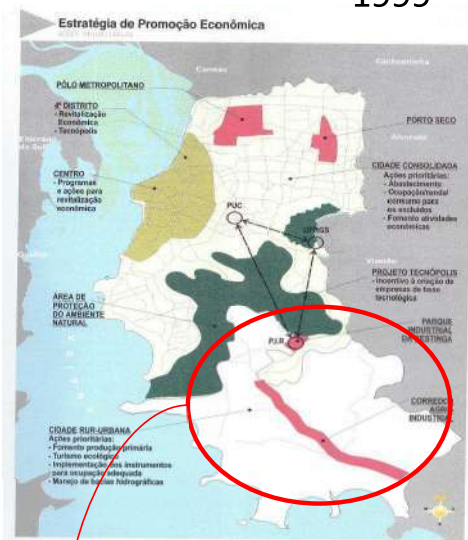 1999
Estratégia de Promoção Econômica
Canoas
Cachoeirinha
PÓLO METROPOLITANO
4º DISTRITO
- Revitalização
Econômica
- Tecnópolis
PORTO SECO
Alvorada
CIDADE CONSOLIDADA
Ações prioritárias:
- Abastecimento
- Ocupação/renda/
consumo para
os excluídos
- Fomento atividades
econômicas
CENTRO
- Programas
e ações para
revitalização
econômica
PUC
UFRGS
Viamão
PROJETO TECNÓPOLIS
- Incentivo à criação de
empresas de base
tecnológica
ÁREA DE
PROTEÇÃO
DO AMBIENTE
NATURAL
PARQUE
INDUSTRIAL
DA RESTINGA
P.I.R.
CORREDOR
AGRO
INDUSTRIAL
CIDADE RUR-URBANA
Ações prioritárias:
- Fomento produção primária
- Turismo ecológico
- Implementação dos instrumentos
para ocupação adequada
- Manejo de bacias hidrográficas